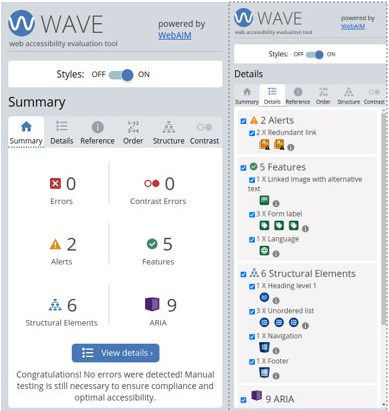 WAVE
web accessibility evaluation tool
powered by
WebAIM
Styles: OFF ON
Summary
Summary Details Reference Order Structure Contrast
0
Errors
0
Contrast Errors
2
Alerts
5
Features
6
Structural Elements
9
ARIA
View details ›
Congratulations! No errors were detected! Manual
testing is still necessary to ensure compliance and
optimal accessibility.
WAVE
web accessibility evaluation tool
powered by
WebAIM
Styles: OFF ON
Details
Summary Details Reference Order Structure Contrast
2 Alerts
2 X Redundant link
5 Features
1 X Linked image with alternative
text
3 X Form label
1 X Language
6 Structural Elements
1 X Heading level 1
3 X Unordered list
1 X Navigation
1 X Footer
9 ARIA